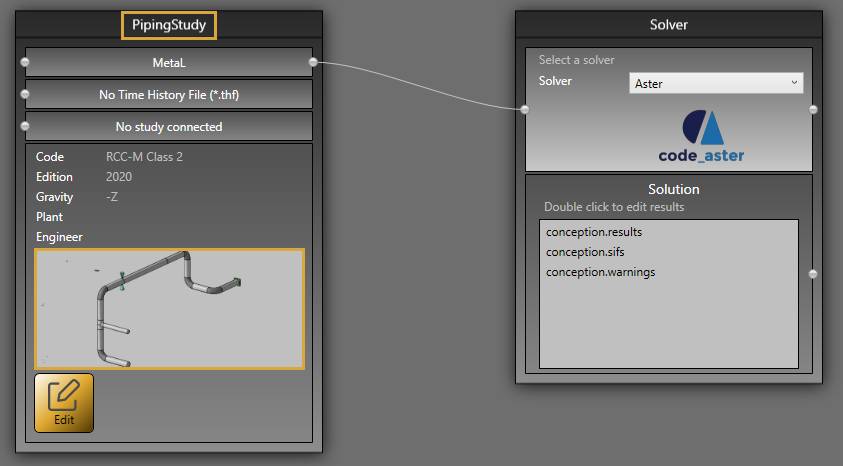 PipingStudy
MetaL
No Time History File (*.thf)
No study connected
Code RCC-M Class 2
Edition 2020
Gravity -Z
Plant
Engineer
Edit
Solver
Select a solver
Solver Aster
code_aster
Solution
Double click to edit results
conception.results
conception.sifs
conception.warnings